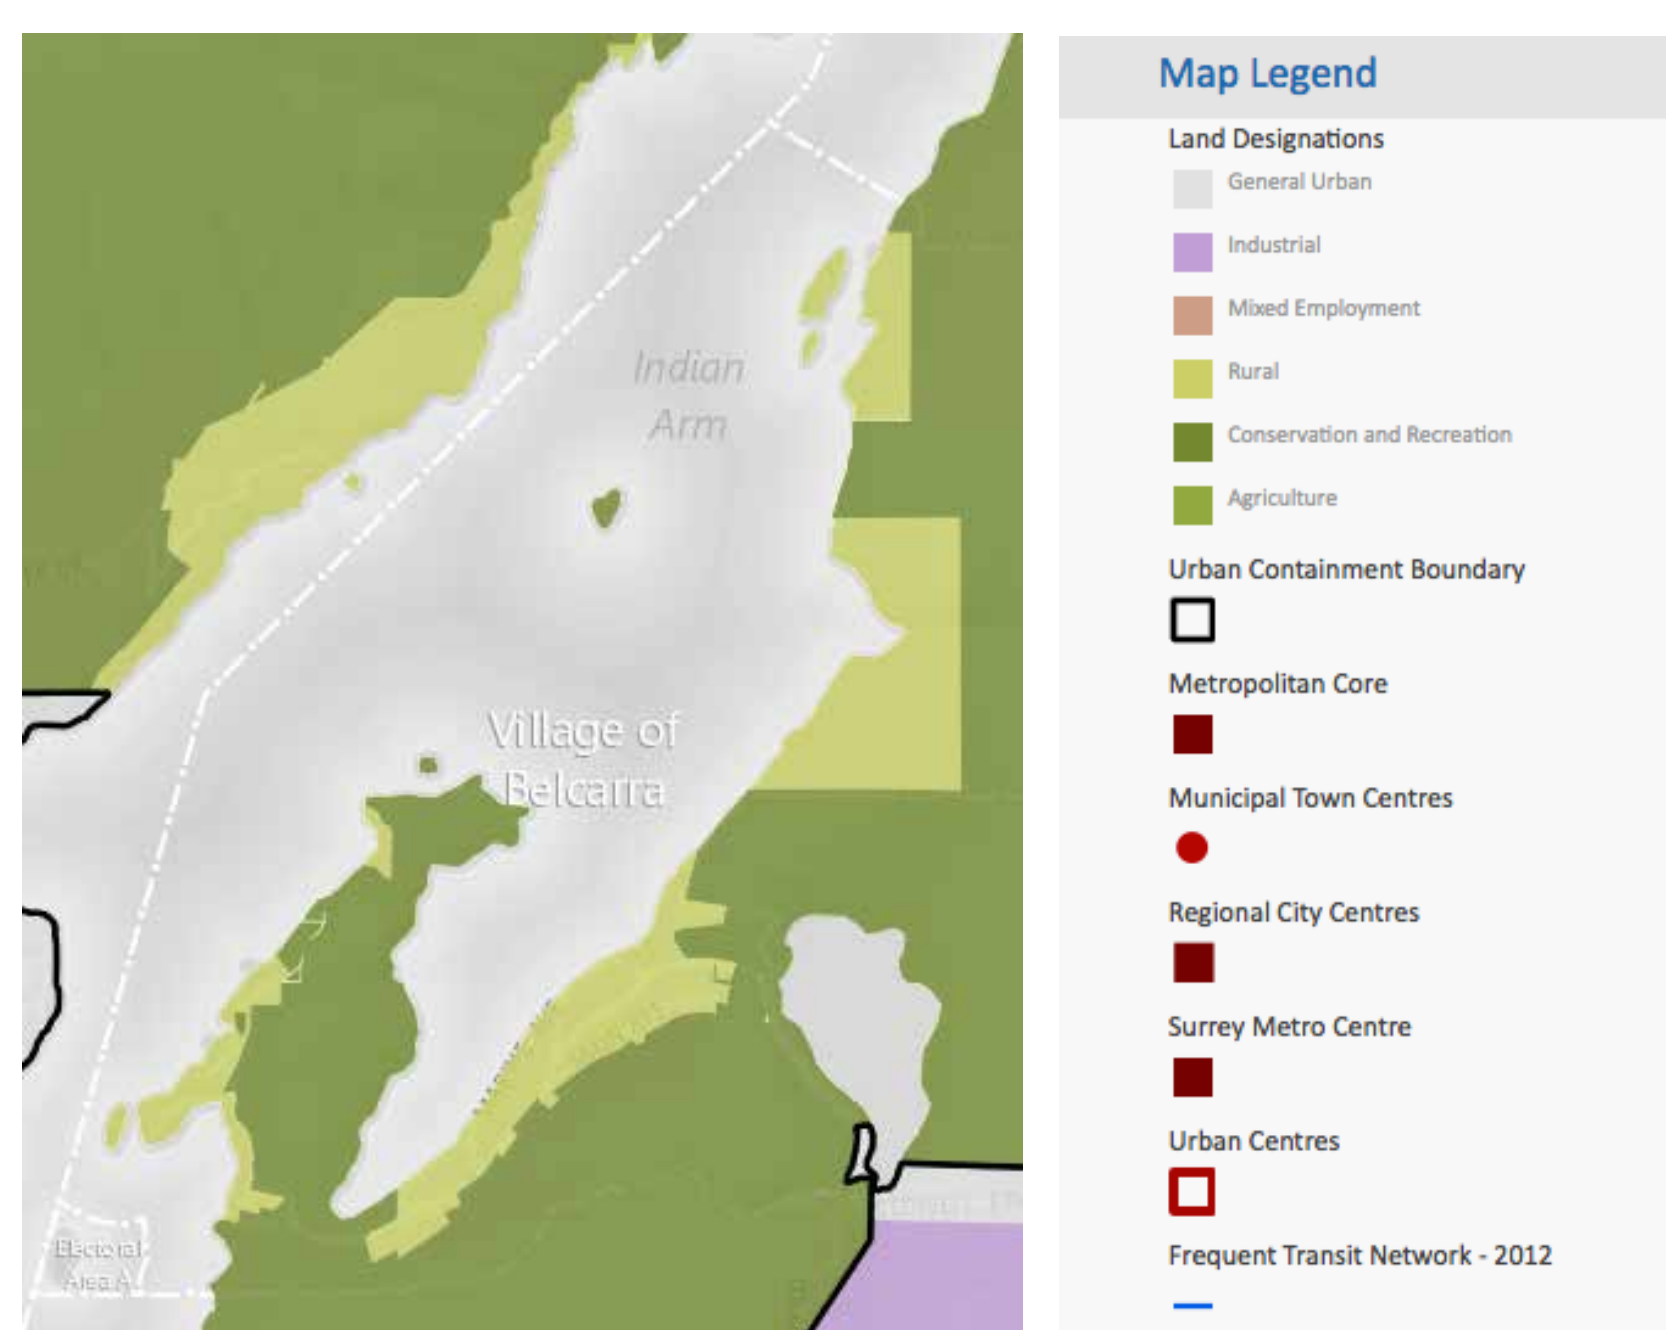 Indian
Arm
Village of
Belcarra
Electoral
Area A
Map Legend
Land Designations
General Urban
Industrial
Mixed Employment
Rural
Conservation and Recreation
Agriculture
Urban Containment Boundary
Metropolitan Core
Municipal Town Centres
Regional City Centres
Surrey Metro Centre
Urban Centres
Frequent Transit Network - 2012